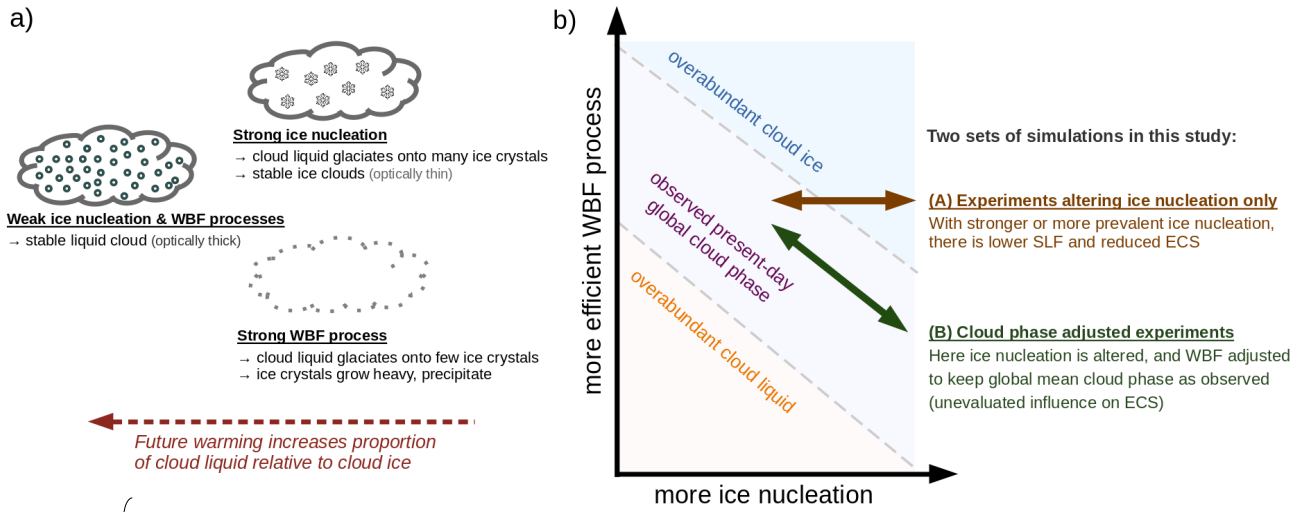 a)
Strong ice nucleation
→ cloud liquid glaciates onto many ice crystals
→ stable ice clouds (optically thin)
Weak ice nucleation & WBF processes
→ stable liquid cloud (optically thick)
Strong WBF process
→ cloud liquid glaciates onto few ice crystals
→ ice crystals grow heavy, precipitate
Future warming increases proportion
of cloud liquid relative to cloud ice
b)
more efficient WBF process
overabundant cloud ice
observed present-day
global cloud phase
overabundant cloud liquid
more ice nucleation
Two sets of simulations in this study:
(A) Experiments altering ice nucleation only
With stronger or more prevalent ice nucleation,
there is lower SLF and reduced ECS
(B) Cloud phase adjusted experiments
Here ice nucleation is altered, and WBF adjusted
to keep global mean cloud phase as observed
(unevaluated influence on ECS)